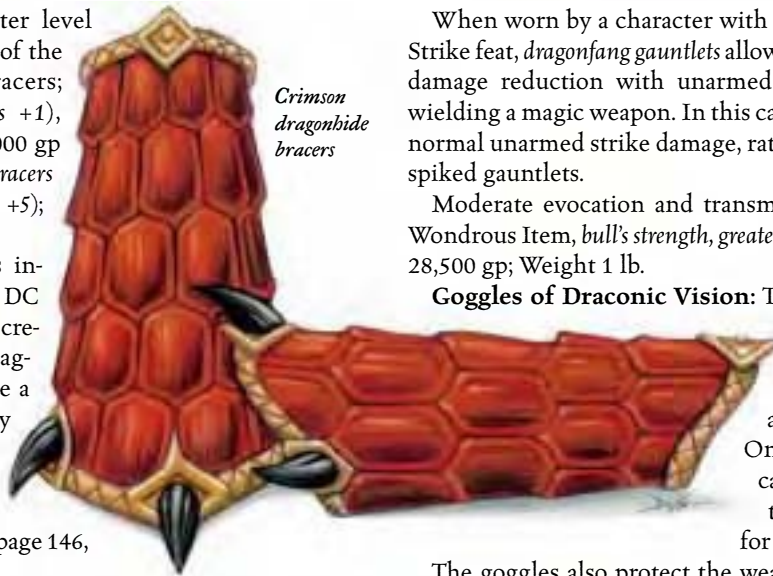 ter level
of the
racers;
s +1),
000 gp
racers
+5);
s in-
DC
cre-
ag-
e a
y
page 146,
Crimson
dragonhide
bracers
When worn by a character with
Strike feat, dragonfang gauntlets allow
damage reduction with unarmed
wielding a magic weapon. In this ca
normal unarmed strike damage, rat
spiked gauntlets.
Moderate evocation and transm
Wondrous Item, bull's strength, greate
28,500 gp; Weight 1 lb.
Goggles of Draconic Vision: T
a
On
ca
t
for
The goggles also protect the wea